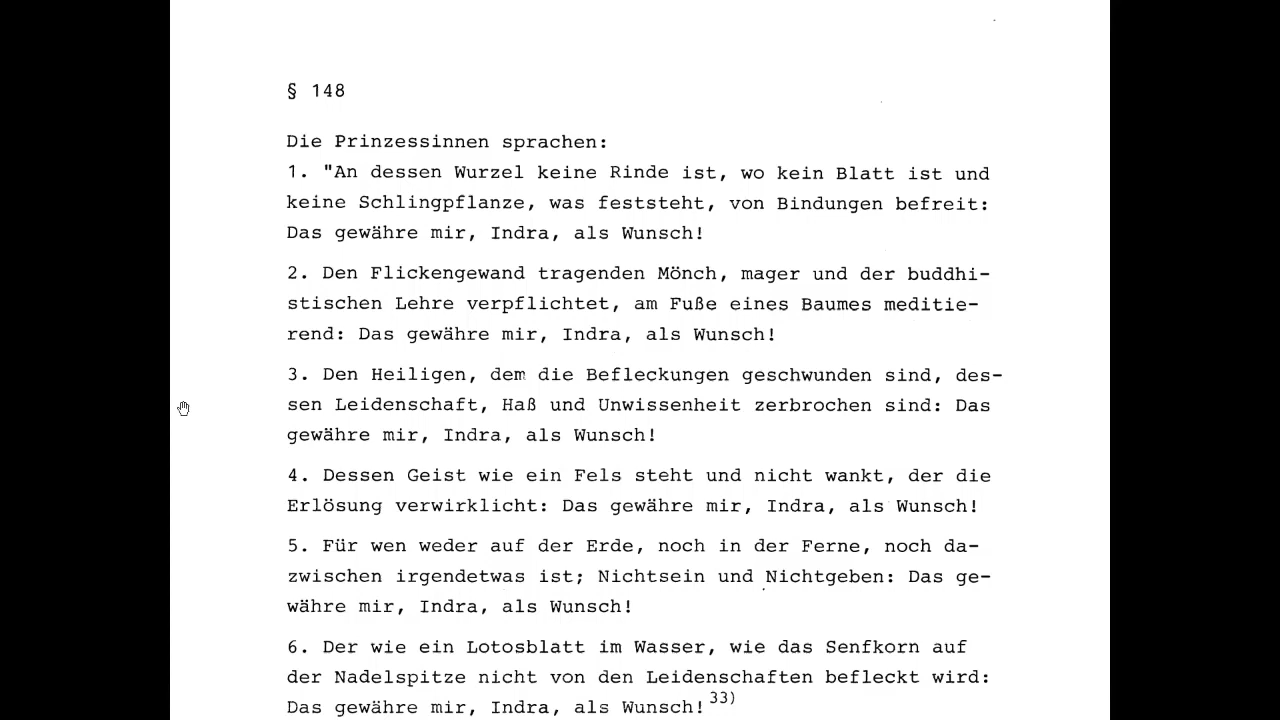 § 148
Die Prinzessinnen sprachen:
1. "An dessen Wurzel keine Rinde ist, wo kein Blatt ist und
keine Schlingpflanze, was feststeht, von Bindungen befreit:
Das gewähre mir, Indra, als Wunsch!
2. Den Flickengewand tragenden Mönch, mager und der buddhi-
stischen Lehre verpflichtet, am Fuße eines Baumes meditie-
rend: Das gewähre mir, Indra, als Wunsch!
3. Den Heiligen, dem die Befleckungen geschwunden sind, des-
sen Leidenschaft, Haß und Unwissenheit zerbrochen sind: Das
gewähre mir, Indra, als Wunsch!
4. Dessen Geist wie ein Fels steht und nicht wankt, der die
Erlösung verwirklicht: Das gewähre mir, Indra, als Wunsch!
5. Für wen weder auf der Erde, noch in der Ferne, noch da-
zwischen irgendetwas ist; Nichtsein und Nichtgeben: Das ge-
währe mir, Indra, als Wunsch!
6. Der wie ein Lotosblatt im Wasser, wie das Senfkorn auf
der Nadelspitze nicht von den Leidenschaften befleckt wird:
Das gewähre mir, Indra, als Wunsch!33)